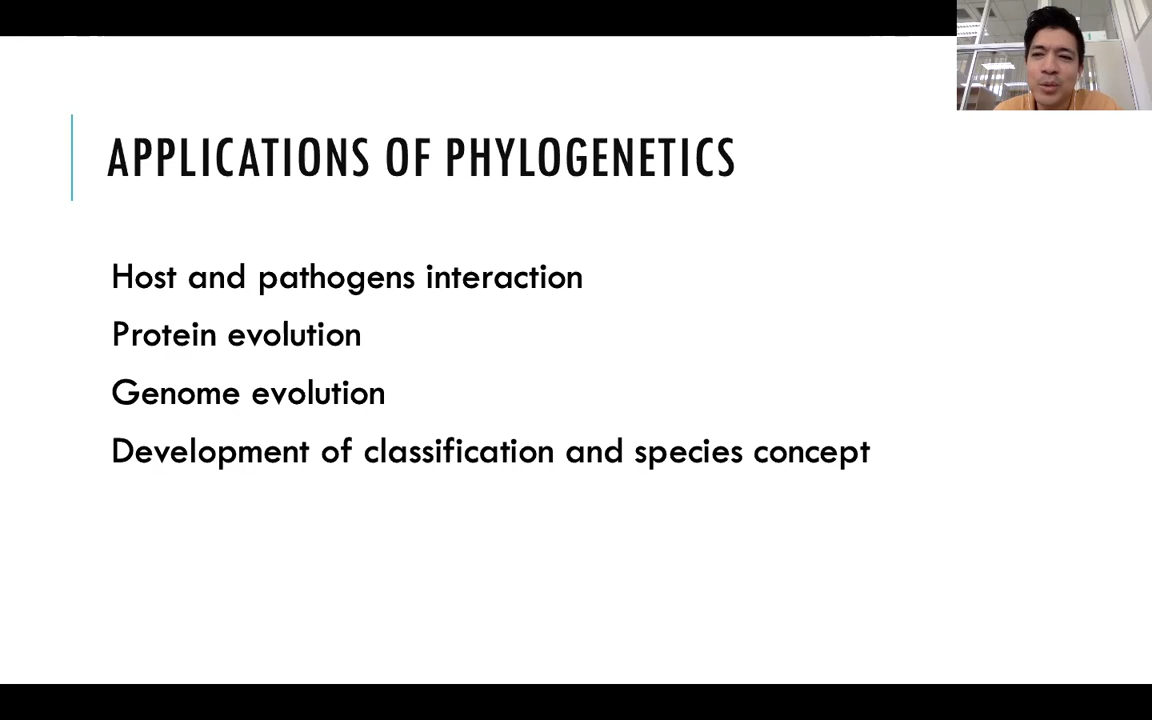 APPLICATIONS OF PHYLOGENETICS
Host and pathogens interaction
Protein evolution
Genome evolution
Development of classification and species concept